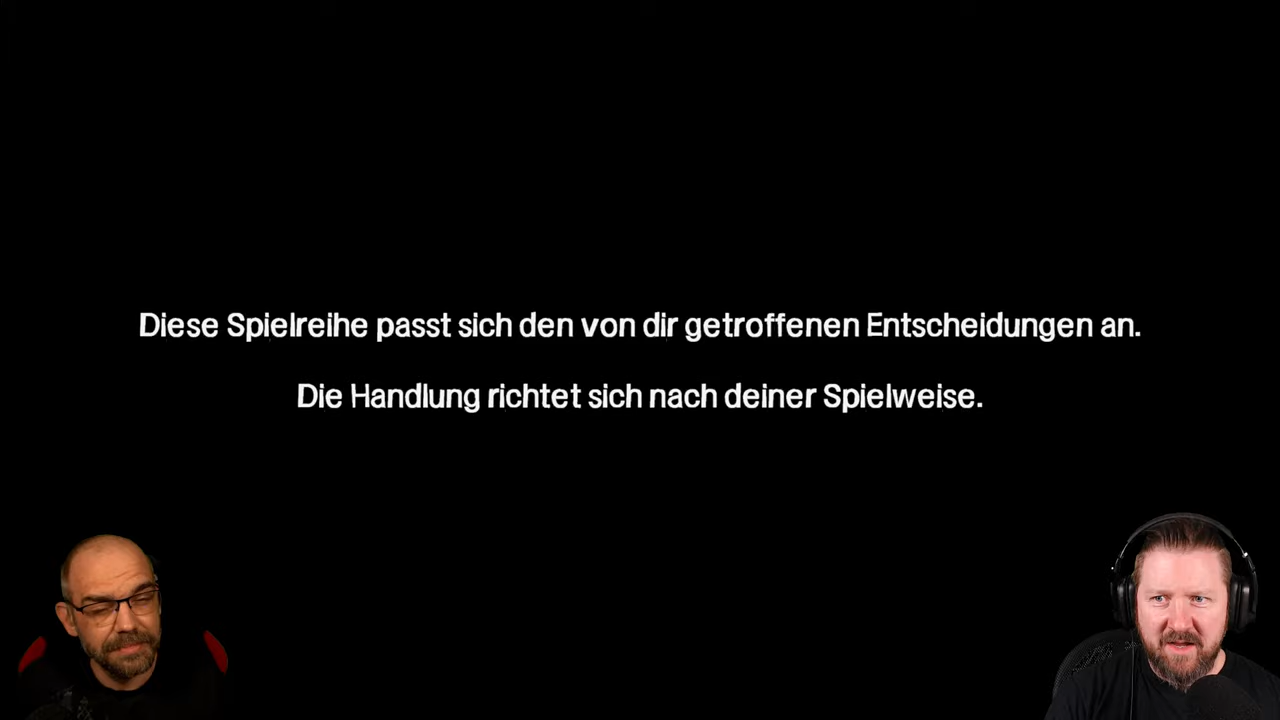 Diese Spielreihe passt sich den von dir getroffenen Entscheidungen an.
Die Handlung richtet sich nach deiner Spielweise.